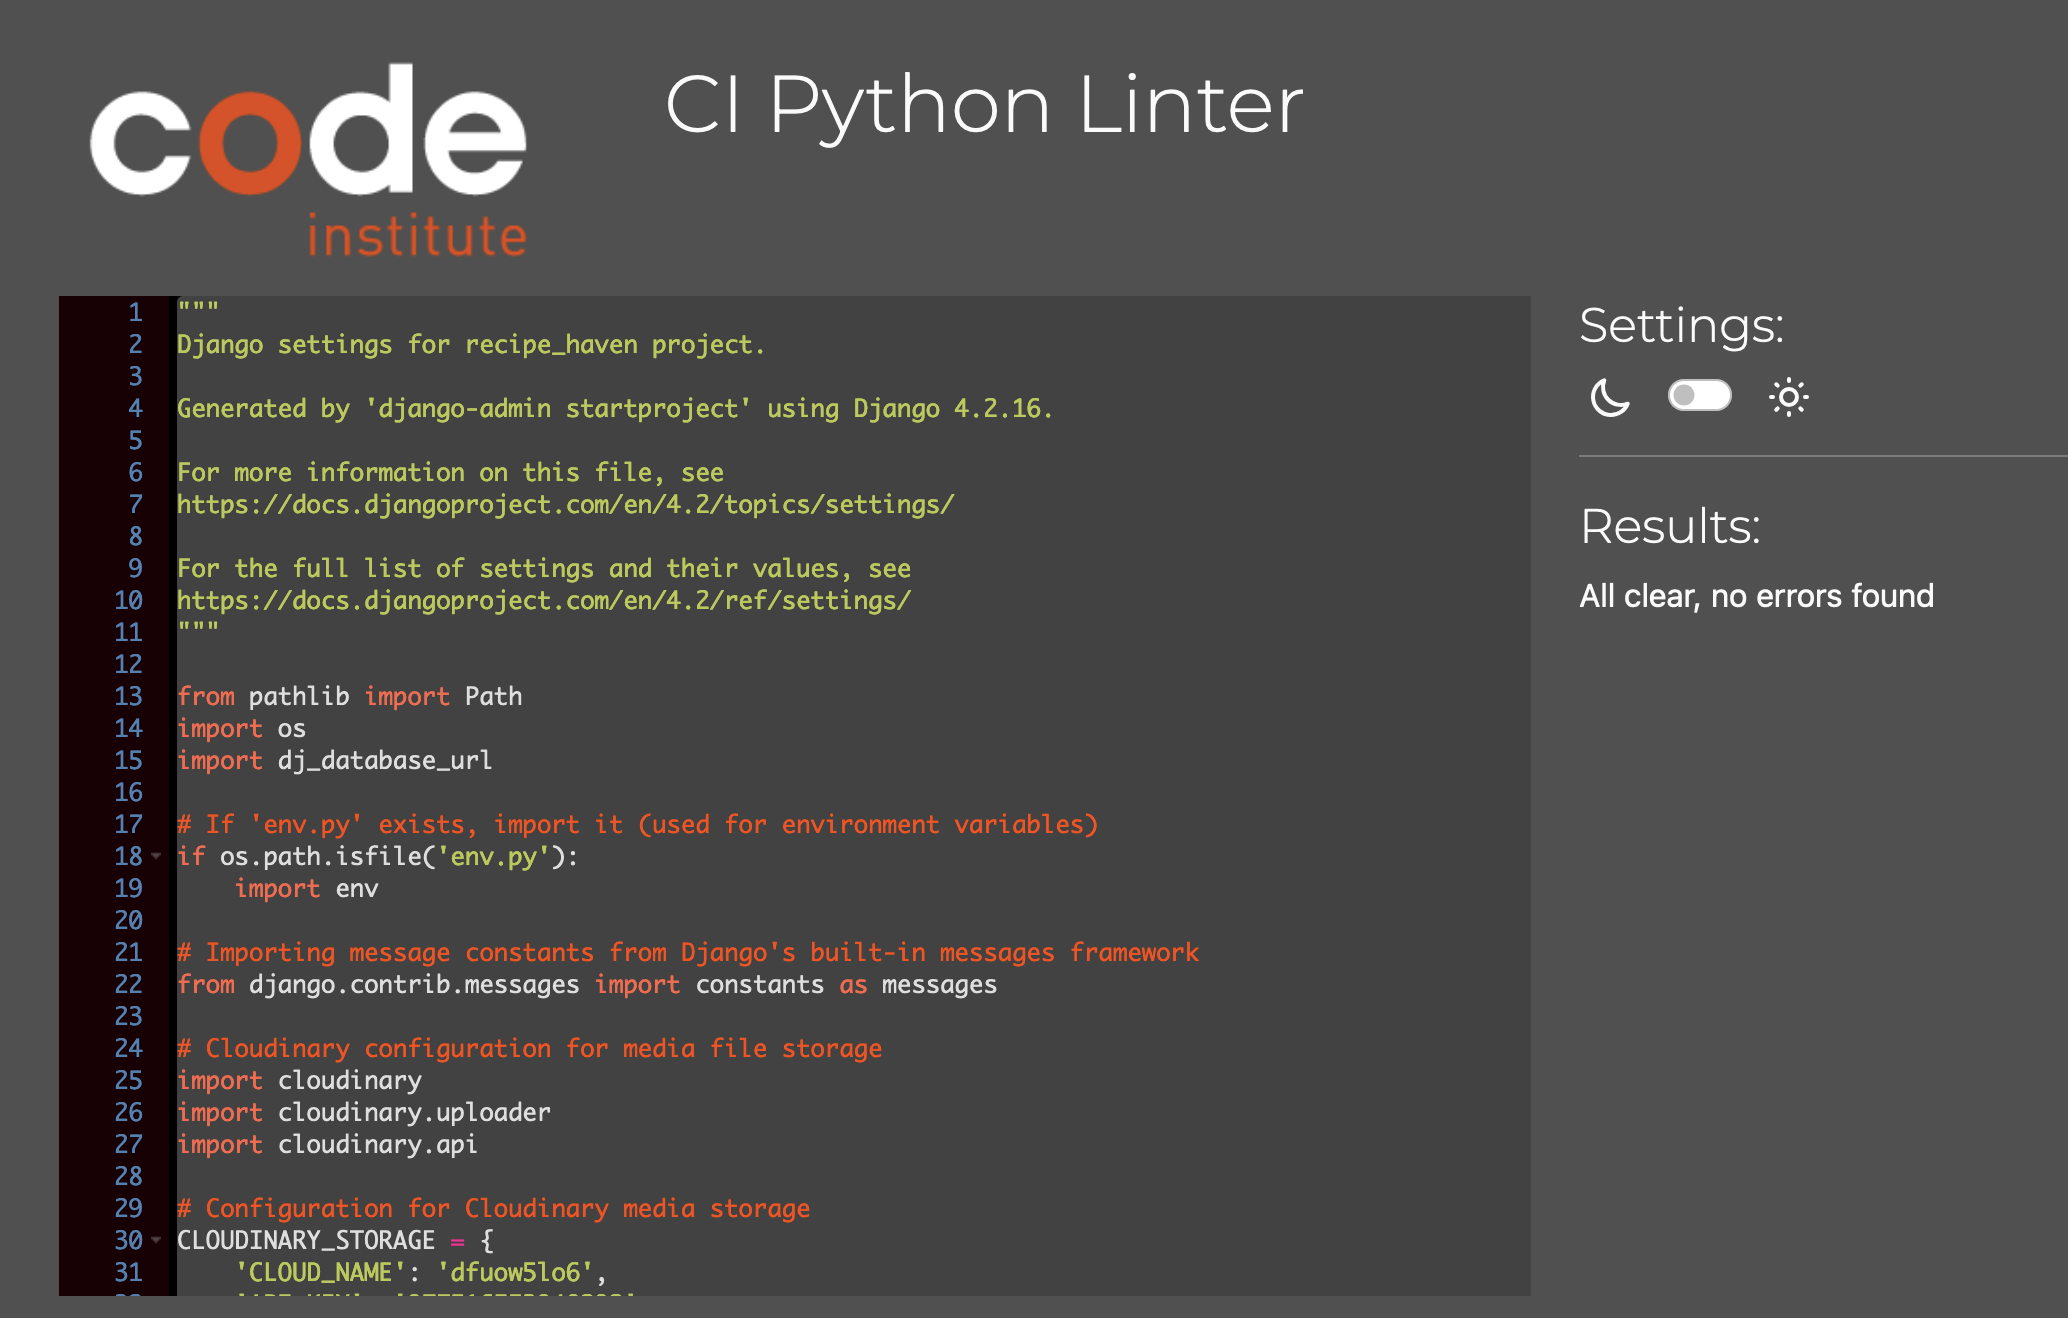 code
institute
CI Python Linter
1 """
2 Django settings for recipe_haven project.
3
4 Generated by 'django-admin startproject' using Django 4.2.16.
5
6 For more information on this file, see
7 https://docs.djangoproject.com/en/4.2/topics/settings/
8
9 For the full list of settings and their values, see
10 https://docs.djangoproject.com/en/4.2/ref/settings/
11 """
12
13 from pathlib import Path
14 import os
15 import dj_database_url
16
17 # If 'env.py' exists, import it (used for environment variables)
18 if os.path.isfile('env.py'):
19     import env
20
21 # Importing message constants from Django's built-in messages framework
22 from django.contrib.messages import constants as messages
23
24 # Cloudinary configuration for media file storage
25 import cloudinary
26 import cloudinary.uploader
27 import cloudinary.api
28
29 # Configuration for Cloudinary media storage
30 CLOUDINARY_STORAGE = {
31     'CLOUD_NAME': 'dfuow5lo6',
Settings:
Results:
All clear, no errors found